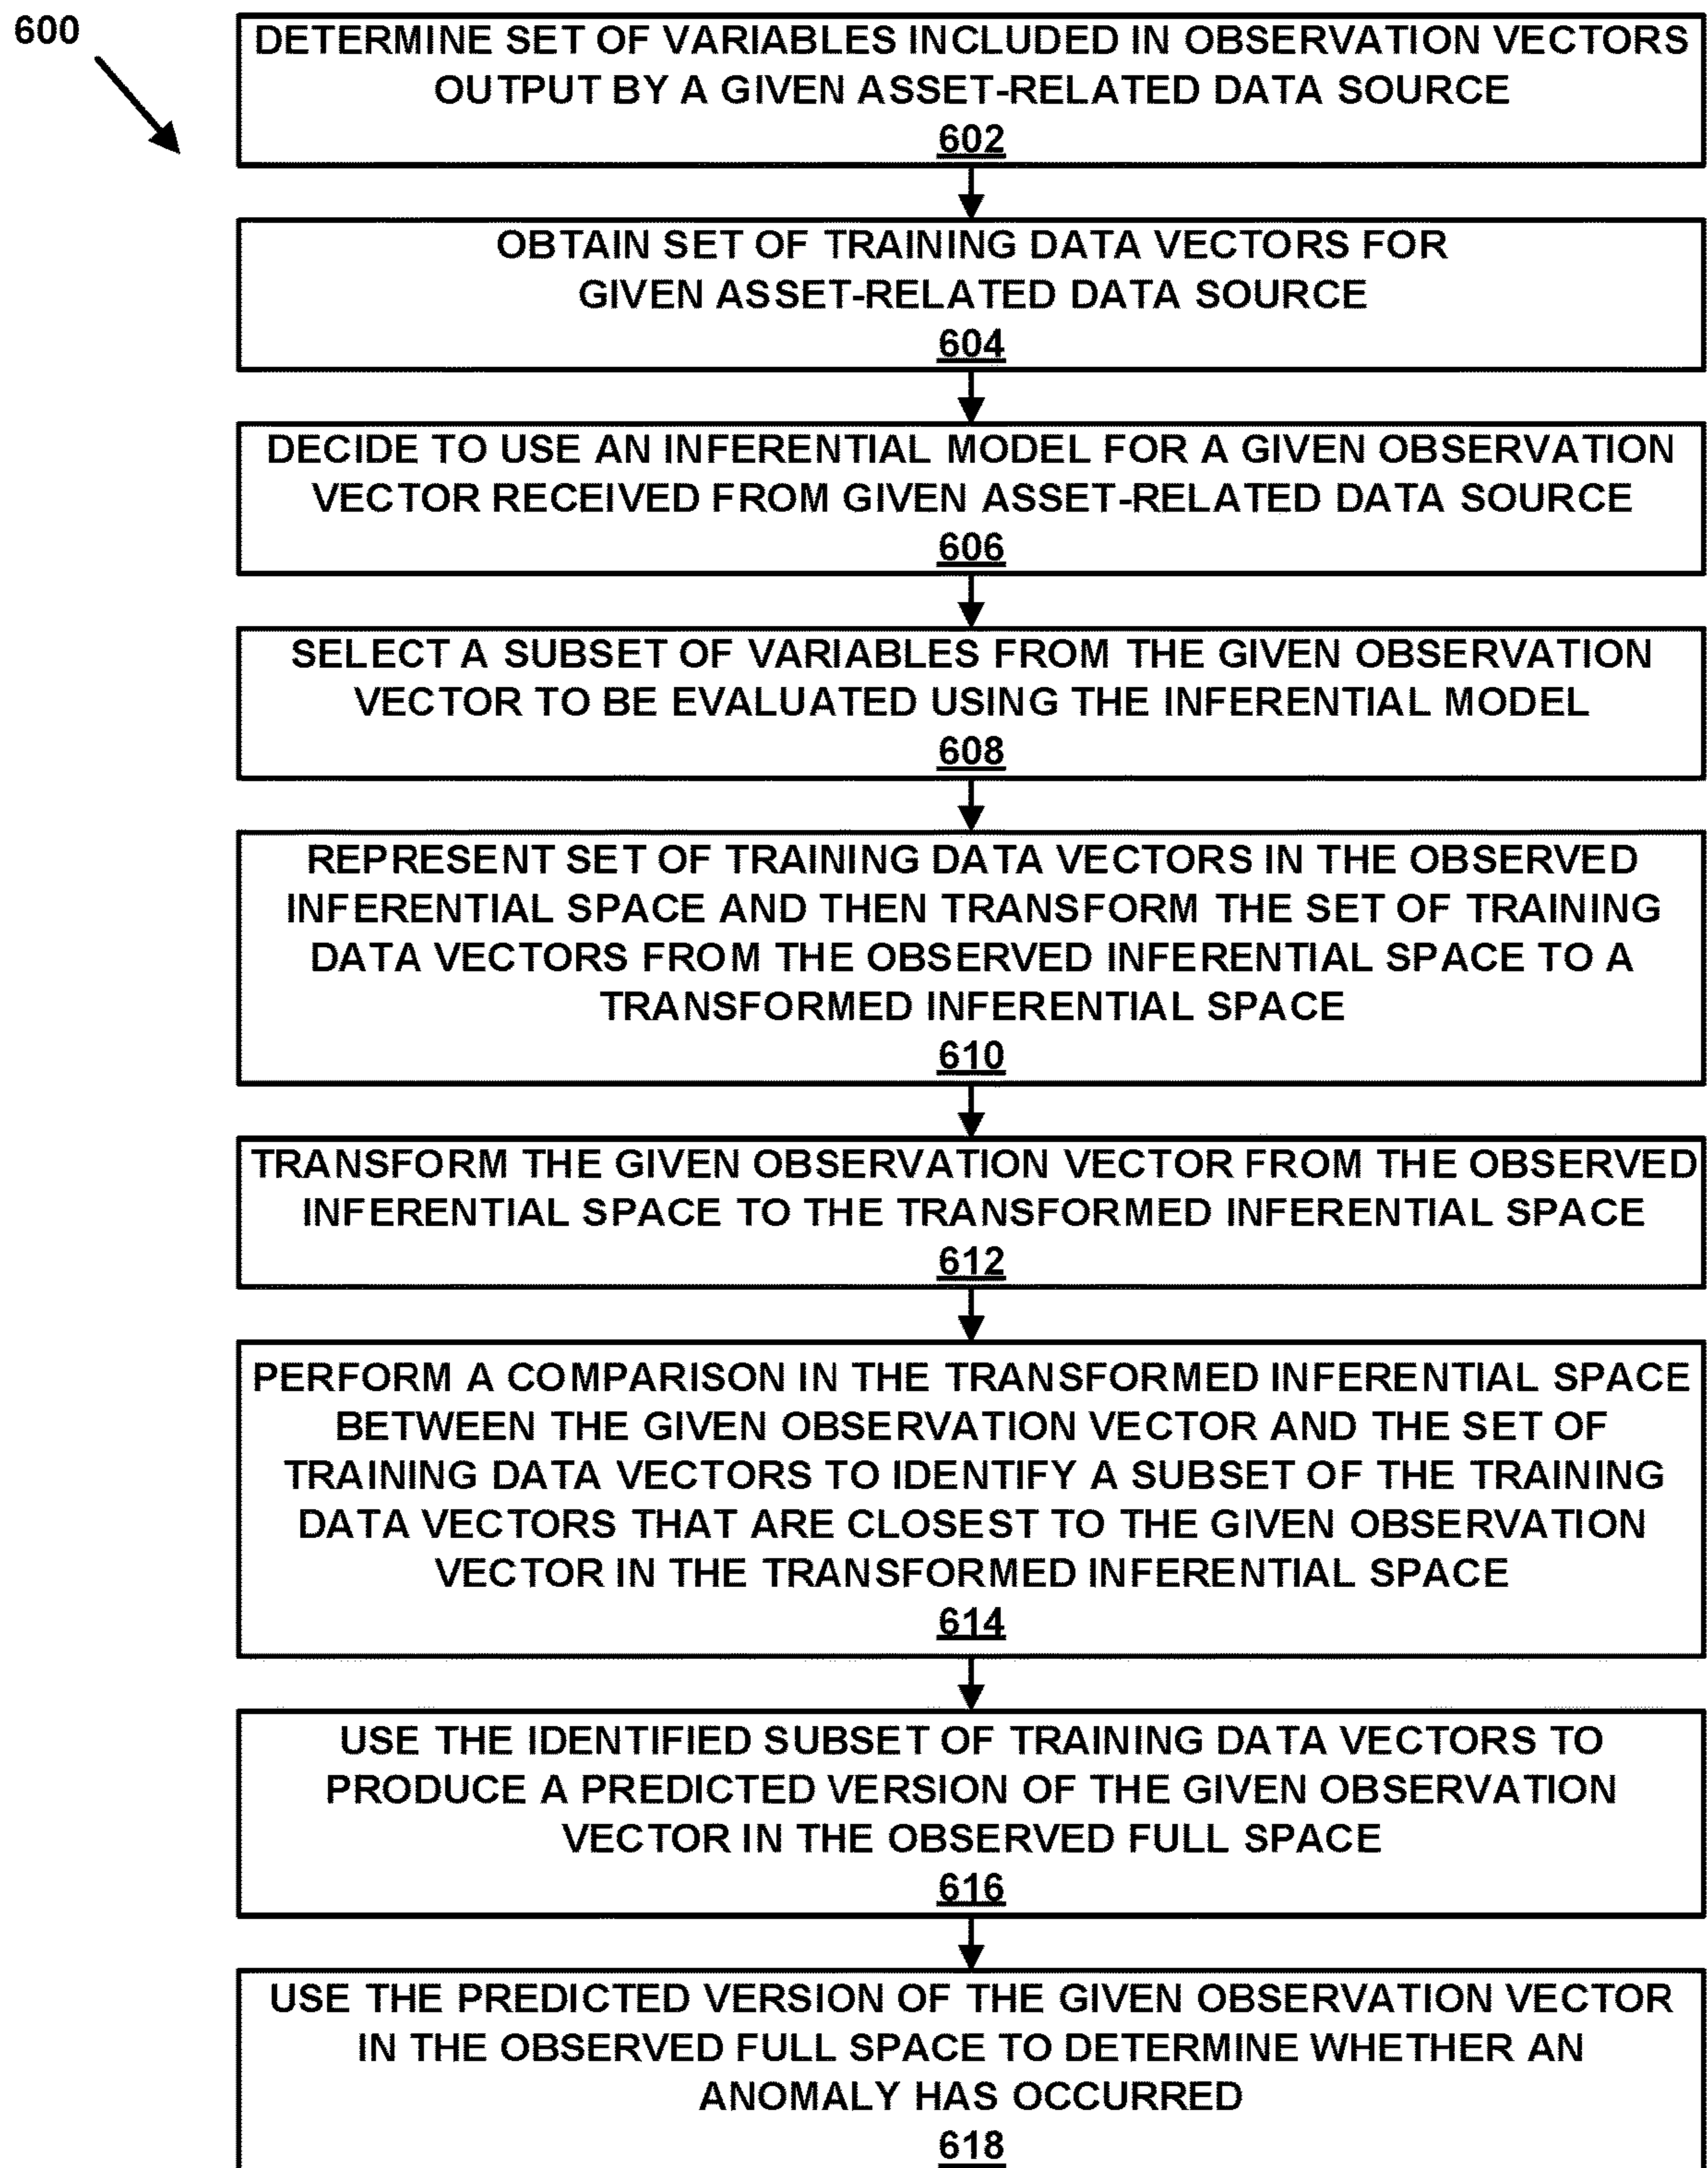 600
DETERMINE SET OF VARIABLES INCLUDED IN OBSERVATION VECTORS
OUTPUT BY A GIVEN ASSET-RELATED DATA SOURCE
602
OBTAIN SET OF TRAINING DATA VECTORS FOR
GIVEN ASSET-RELATED DATA SOURCE
604
DECIDE TO USE AN INFERENTIAL MODEL FOR A GIVEN OBSERVATION
VECTOR RECEIVED FROM GIVEN ASSET-RELATED DATA SOURCE
606
SELECT A SUBSET OF VARIABLES FROM THE GIVEN OBSERVATION
VECTOR TO BE EVALUATED USING THE INFERENTIAL MODEL
608
REPRESENT SET OF TRAINING DATA VECTORS IN THE OBSERVED
INFERENTIAL SPACE AND THEN TRANSFORM THE SET OF TRAINING
DATA VECTORS FROM THE OBSERVED INFERENTIAL SPACE TO A
TRANSFORMED INFERENTIAL SPACE
610
TRANSFORM THE GIVEN OBSERVATION VECTOR FROM THE OBSERVED
INFERENTIAL SPACE TO THE TRANSFORMED INFERENTIAL SPACE
612
PERFORM A COMPARISON IN THE TRANSFORMED INFERENTIAL SPACE
BETWEEN THE GIVEN OBSERVATION VECTOR AND THE SET OF
TRAINING DATA VECTORS TO IDENTIFY A SUBSET OF THE TRAINING
DATA VECTORS THAT ARE CLOSEST TO THE GIVEN OBSERVATION
VECTOR IN THE TRANSFORMED INFERENTIAL SPACE
614
USE THE IDENTIFIED SUBSET OF TRAINING DATA VECTORS TO
PRODUCE A PREDICTED VERSION OF THE GIVEN OBSERVATION
VECTOR IN THE OBSERVED FULL SPACE
616
USE THE PREDICTED VERSION OF THE GIVEN OBSERVATION VECTOR
IN THE OBSERVED FULL SPACE TO DETERMINE WHETHER AN
ANOMALY HAS OCCURRED
618